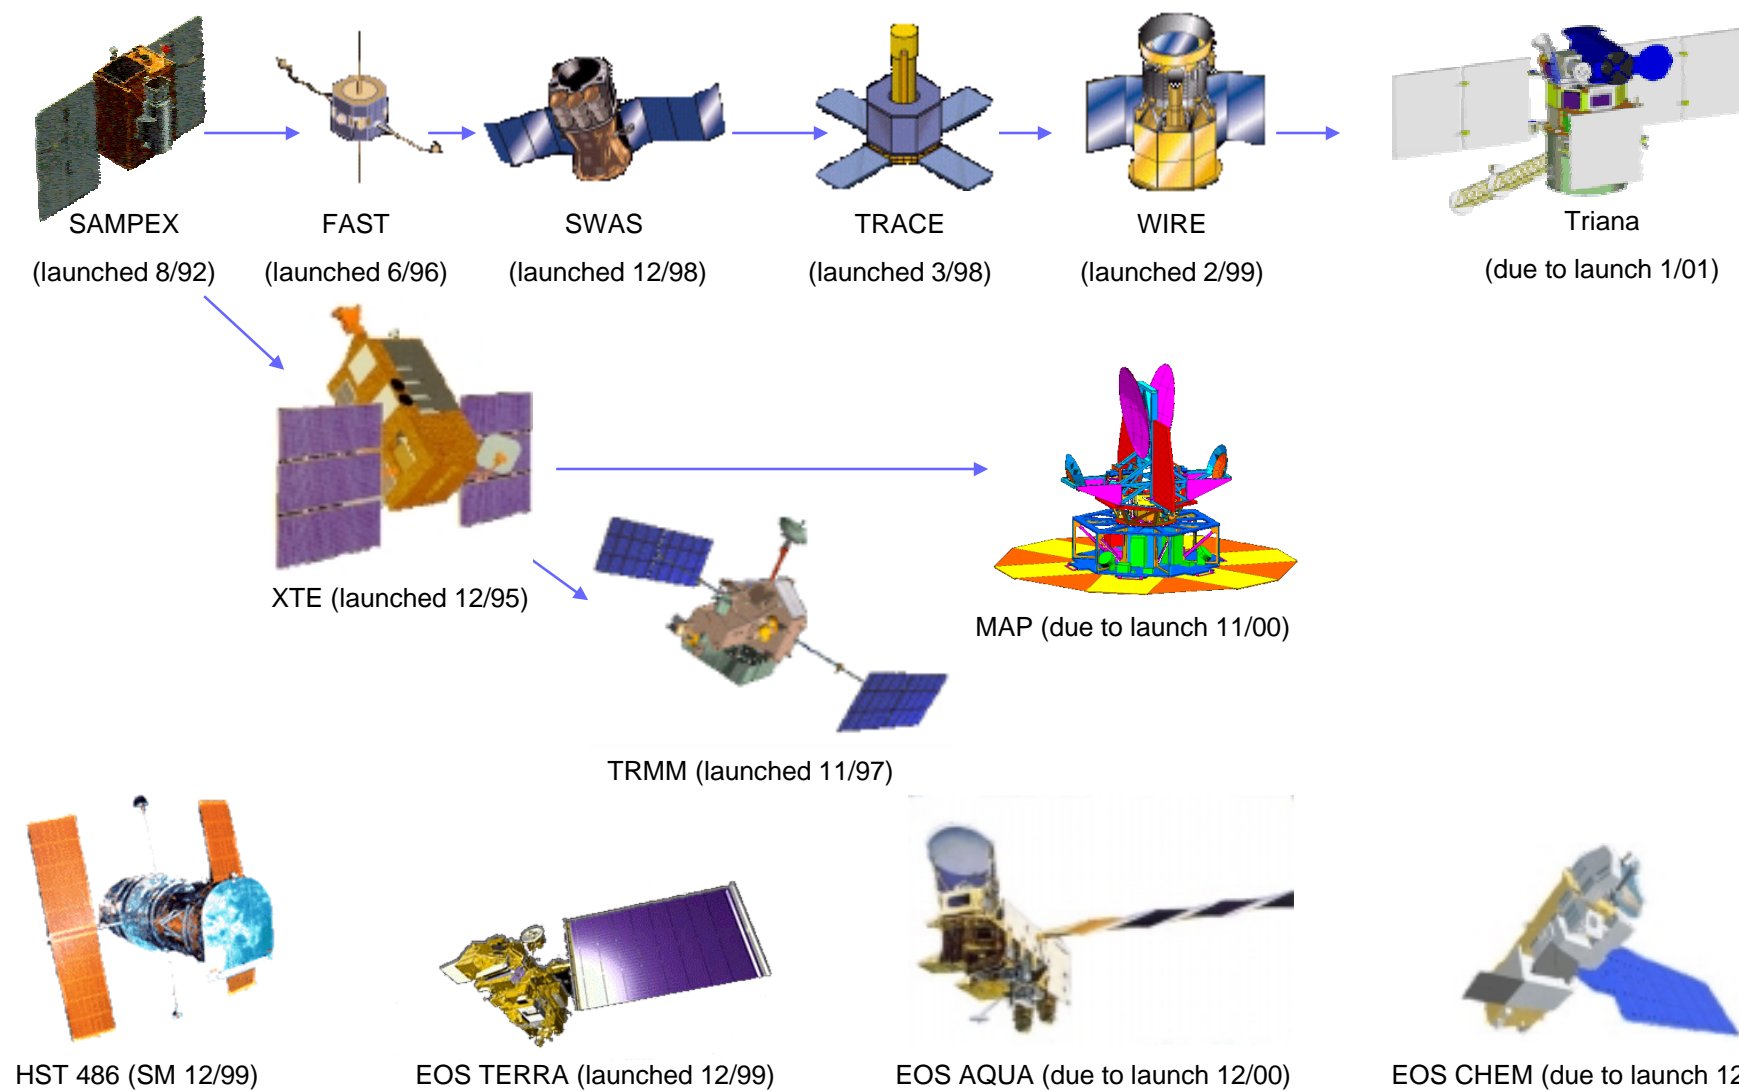 SAMPEX
FAST
SWAS
TRACE
WIRE
Triana
(launched 8/92)
(launched 6/96)
(launched 12/98)
(launched 3/98)
(launched 2/99)
(due to launch 1/01)
XTE (launched 12/95)
MAP (due to launch 11/00)
TRMM (launched 11/97)
HST 486 (SM 12/99)
EOS TERRA (launched 12/99)
EOS AQUA (due to launch 12/00)
EOS CHEM (due to launch 12